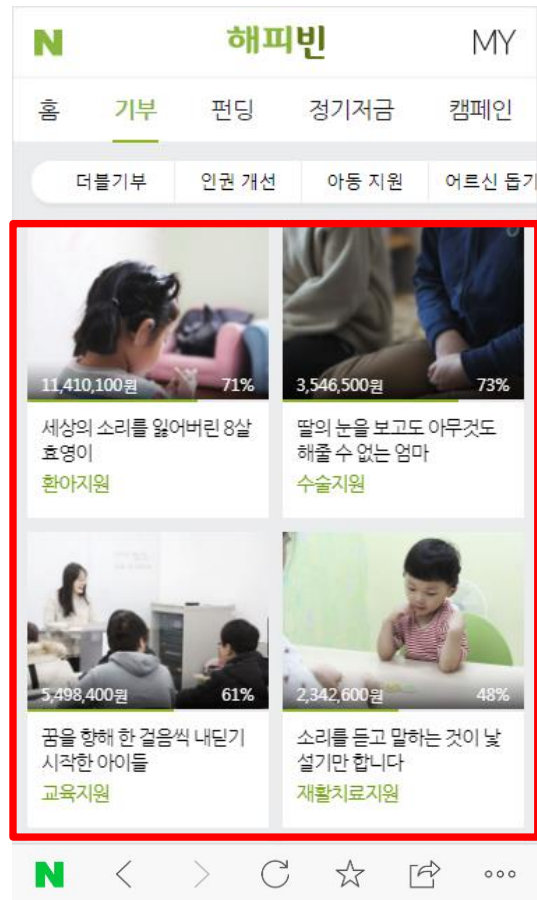 N 해피빈 MY
홈 기부 펀딩 정기저금 캠페인
더블기부 인권 개선 아동 지원 어르신 돕기
11,410,100원 71%
3,546,500원 73%
세상의 소리를 잃어버린 8살
효영이
환아지원
딸의 눈을 보고도 아무것도
해줄 수 없는 엄마
수술지원
5,498,400원 61%
2,342,600원 48%
꿈을 향해 한 걸음씩 내딛기
시작한 아이들
교육지원
소리를 듣고 말하는 것이 낯
설기만 합니다
재활치료지원
N